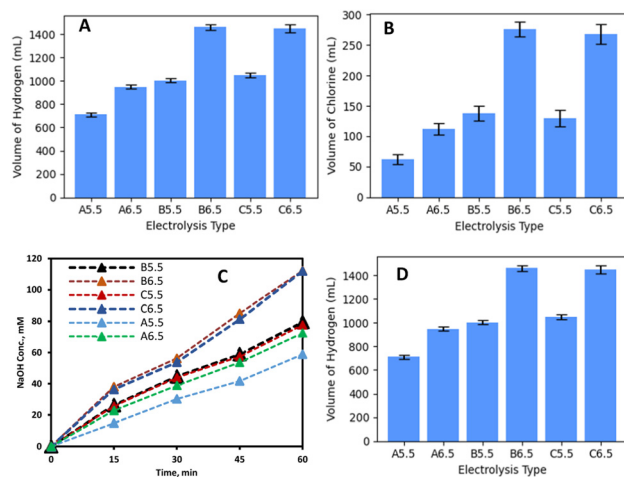 A
Volume of Hydrogen (mL)
1400
1200
1000
800
600
400
200
0
A5.5 A6.5 B5.5 B6.5 C5.5 C6.5
Electrolysis Type
B
Volume of Chlorine (mL)
300
250
200
150
100
50
0
A5.5 A6.5 B5.5 B6.5 C5.5 C6.5
Electrolysis Type
C
NaOH Conc., mM
120
100
80
60
40
20
0
B5.5
B6.5
C5.5
C6.5
A5.5
A6.5
0 15 30 45 60
Time, min
D
Volume of Hydrogen (mL)
1400
1200
1000
800
600
400
200
0
A5.5 A6.5 B5.5 B6.5 C5.5 C6.5
Electrolysis Type